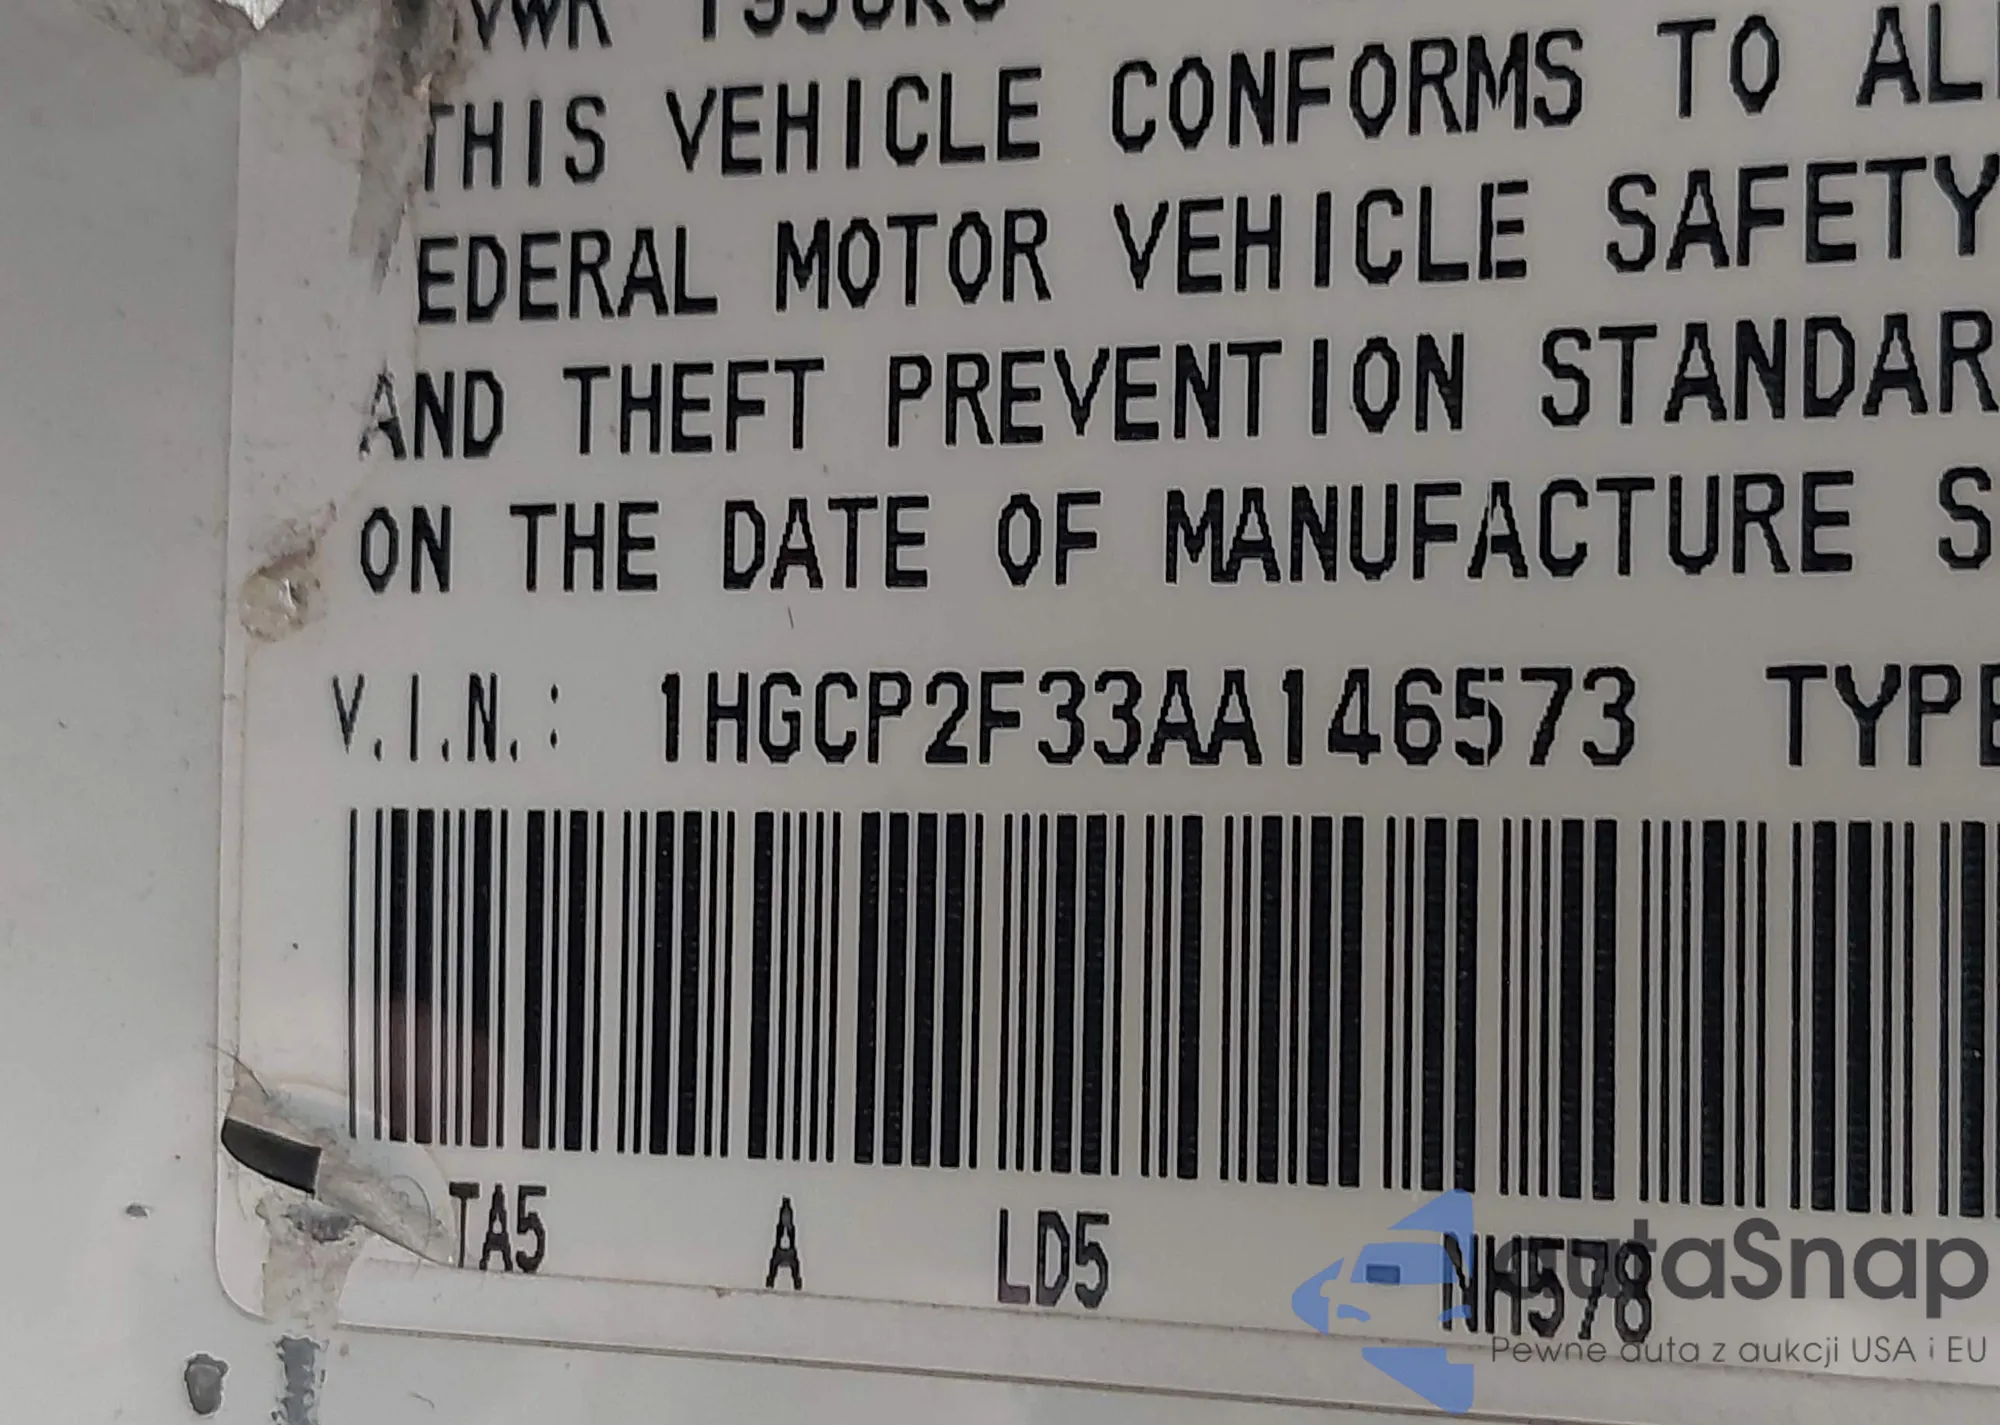 THIS VEHICLE CONFORMS TO AL
EDERAL MOTOR VEHICLE SAFETY
AND THEFT PREVENTION STANDAR
ON THE DATE OF MANUFACTURE S
V.I.N.: 1HGCP2F33AA146573 TYPE
TA5 A LD5 - NH578
autaSnap
Pewne auta z aukcji USA i EU